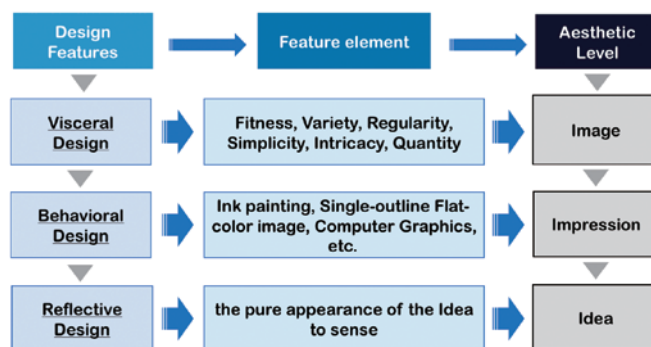 Design
Features
Feature element
Aesthetic
Level
Visceral
Design
Fitness, Variety, Regularity,
Simplicity, Intricacy, Quantity
Image
Behavioral
Design
Ink painting, Single-outline Flat-
color image, Computer Graphics,
etc.
Impression
Reflective
Design
the pure appearance of the Idea
to sense
Idea